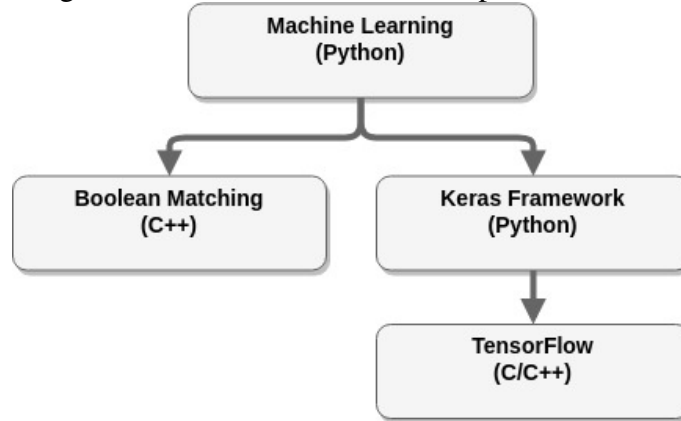 Machine Learning
(Python)
Boolean Matching
(C++)
Keras Framework
(Python)
TensorFlow
(C/C++)